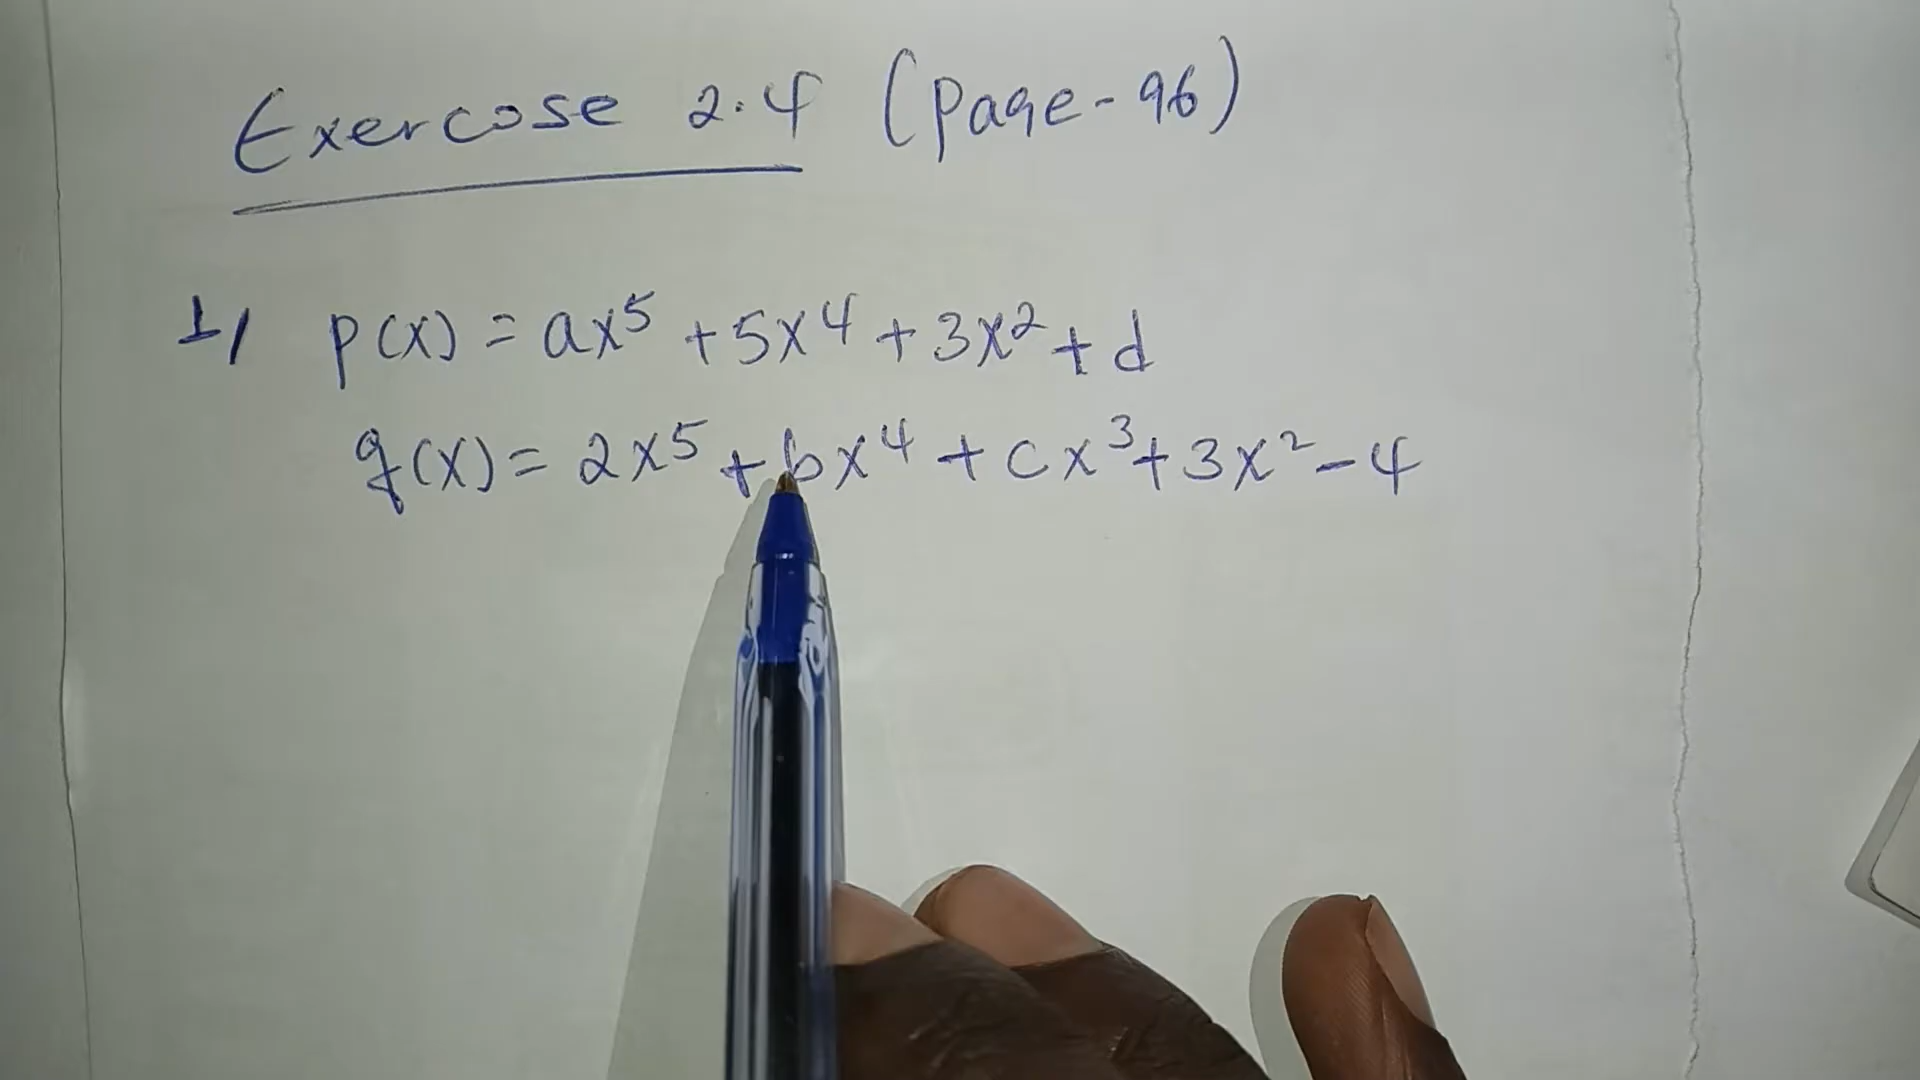 Exercose 2.4 (Page-96)
1/ p(x) = ax⁵ + 5x⁴ + 3x² + d
q(x) = 2x⁵ + bx⁴ + cx³ + 3x² - 4